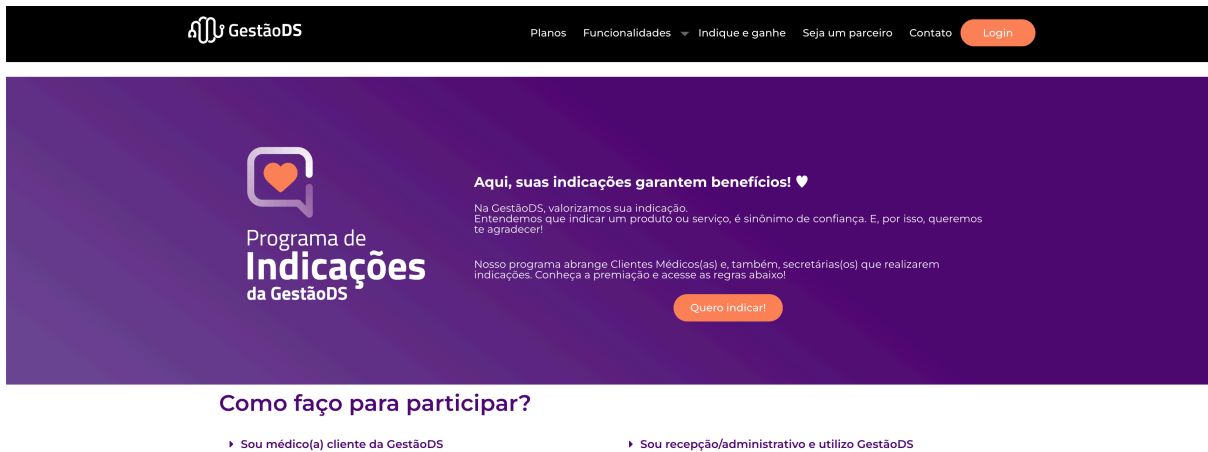 GestãoDS
Planos
Funcionalidades
Indique e ganhe
Seja um parceiro
Contato
Login
Programa de
Indicações
da GestãoDS
Aqui, suas indicações garantem benefícios! ♥
Na GestãoDS, valorizamos sua indicação.
Entendemos que indicar um produto ou serviço, é sinônimo de confiança. E, por isso, queremos
te agradecer!
Nosso programa abrange Clientes Médicos(as) e, também, secretárias(os) que realizarem
indicações. Conheça a premiação e acesse as regras abaixo!
Quero indicar!
Como faço para participar?
Sou médico(a) cliente da GestãoDS
Sou recepção/administrativo e utilizo GestãoDS